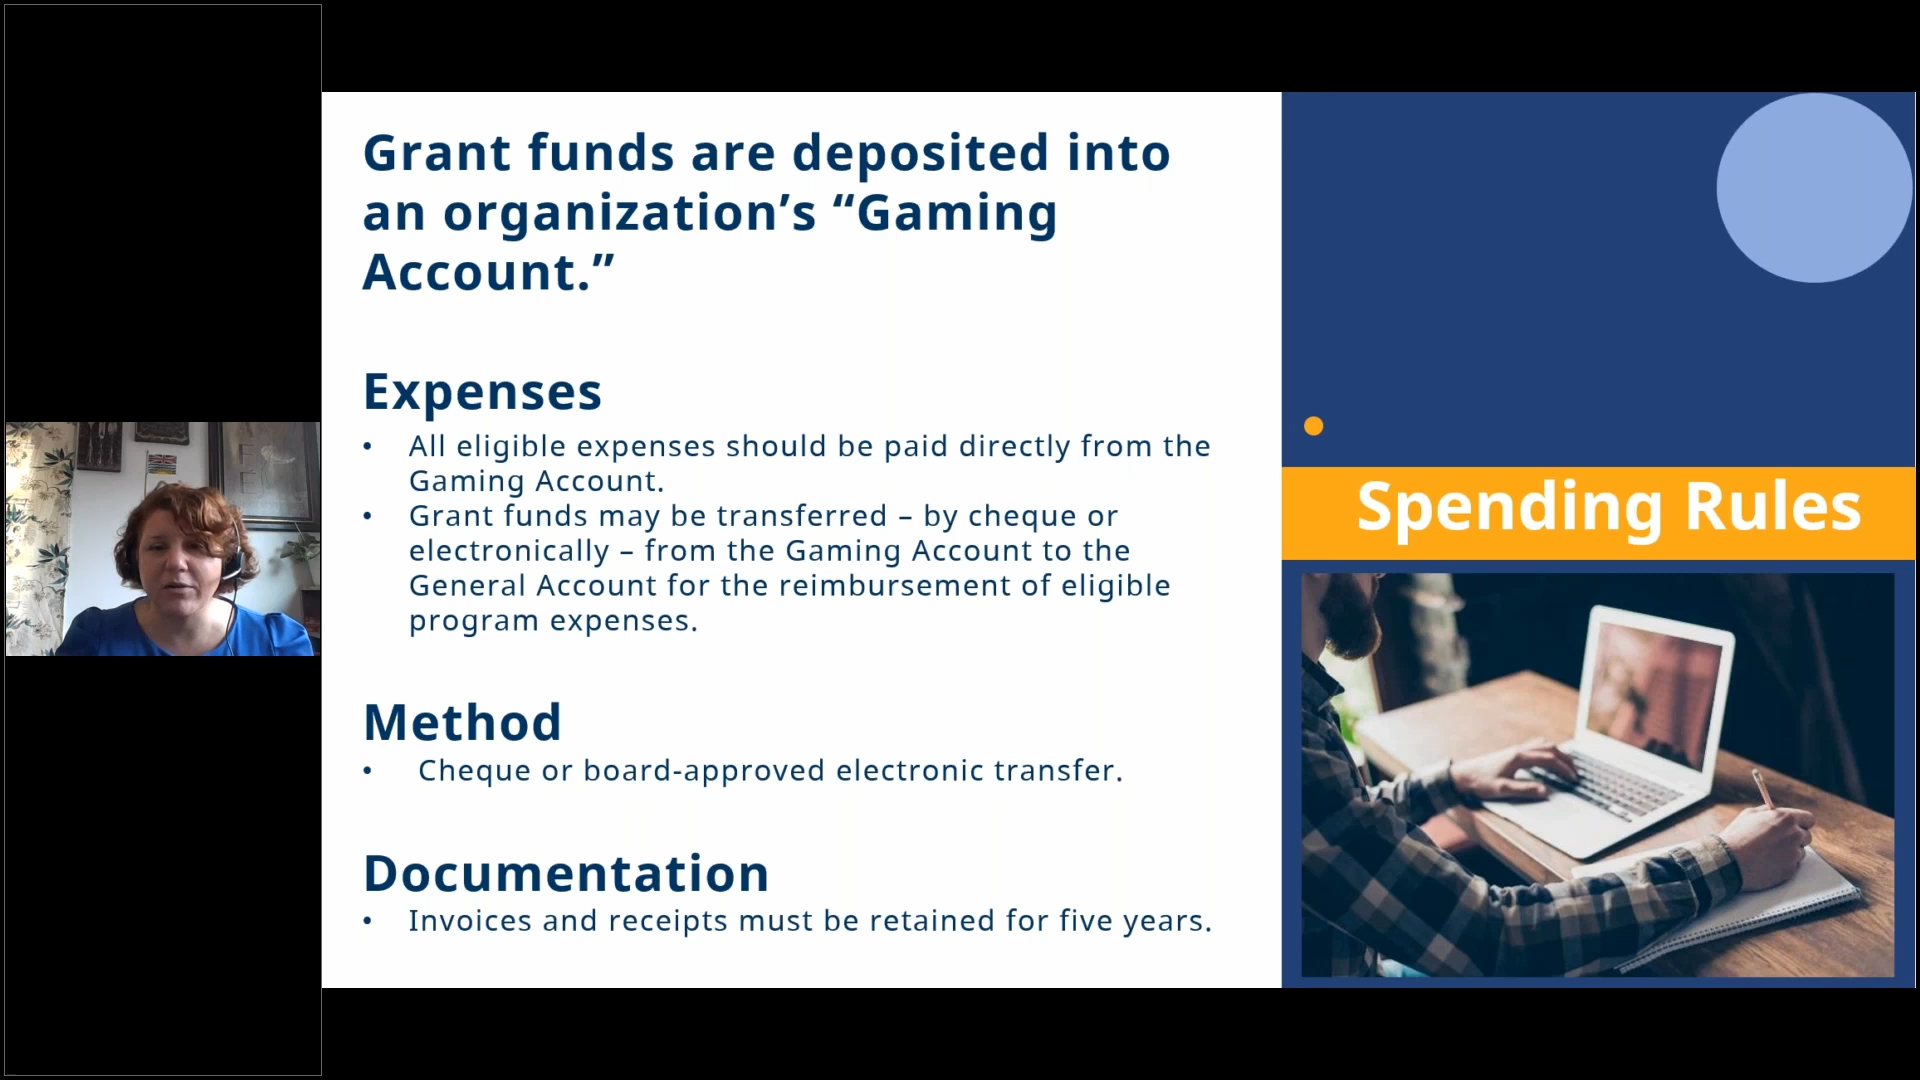 Grant funds are deposited into
an organization’s “Gaming
Account.”
Expenses
• All eligible expenses should be paid directly from the
Gaming Account.
• Grant funds may be transferred – by cheque or
electronically – from the Gaming Account to the
General Account for the reimbursement of eligible
program expenses.
Method
• Cheque or board-approved electronic transfer.
Documentation
• Invoices and receipts must be retained for five years.
Spending Rules